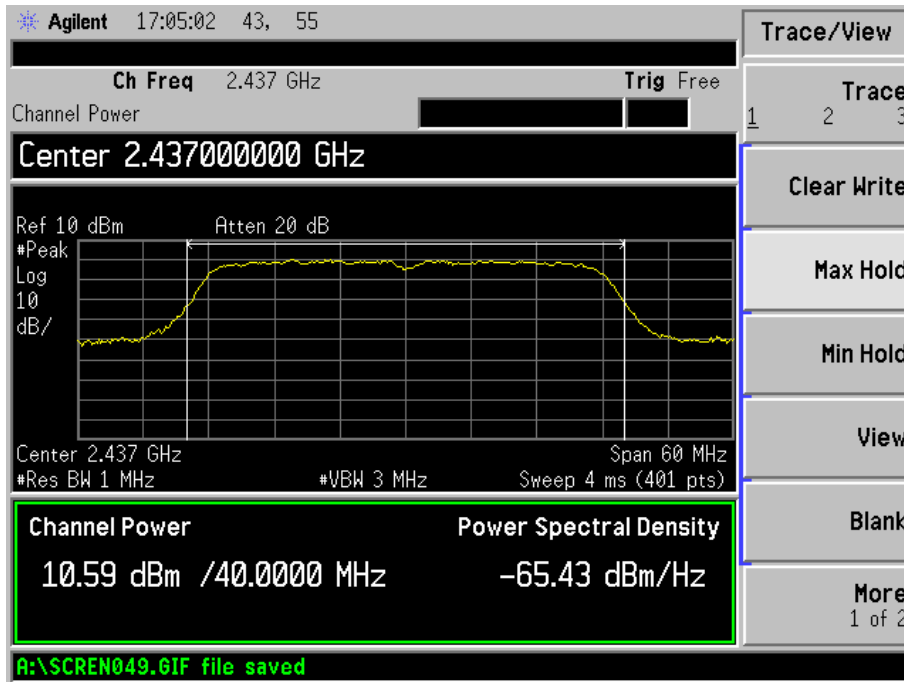 Agilent 17:05:02 43, 55
Trace/View
Ch Freq 2.437 GHz Trig Free
Channel Power
Trace
1 2 3
Center 2.437000000 GHz
Clear Write
Ref 10 dBm Atten 20 dB
#Peak
Log
10
dB/
Max Hold
Min Hold
Center 2.437 GHz Span 60 MHz
#Res BW 1 MHz #VBW 3 MHz Sweep 4 ms (401 pts)
View
Channel Power Power Spectral Density
10.59 dBm /40.0000 MHz -65.43 dBm/Hz
Blank
More
1 of 2
A:\SCREN049.GIF file saved